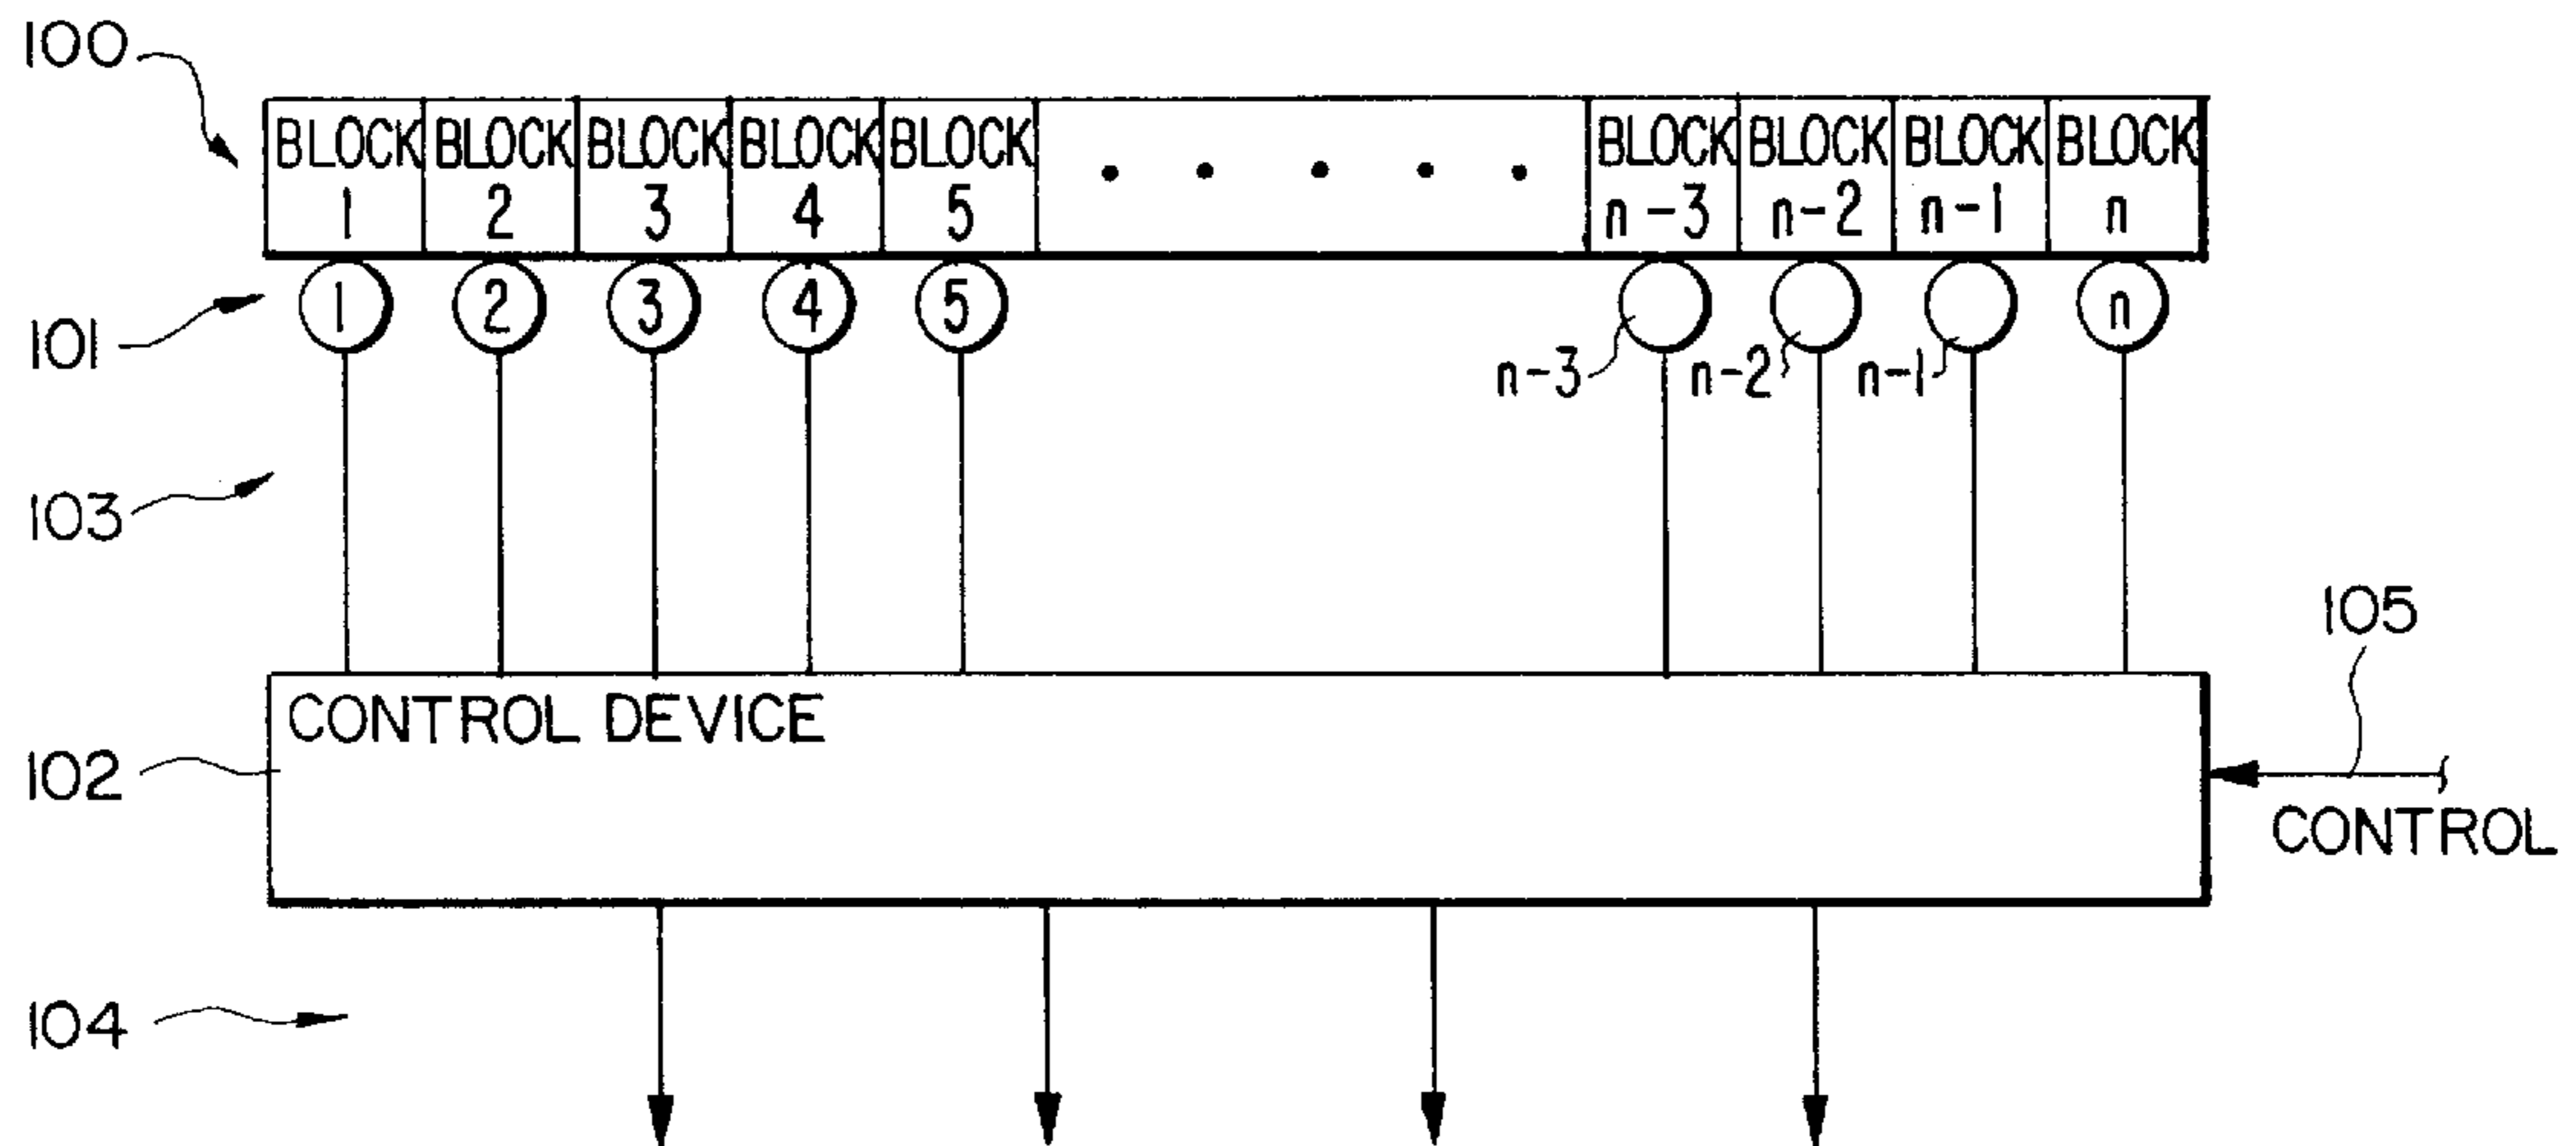 100
BLOCK BLOCK BLOCK BLOCK BLOCK BLOCK BLOCK BLOCK BLOCK
1 2 3 4 5 n-3 n-2 n-1 n
101
1 2 3 4 5 n
n-3 n-2 n-1
103
105
CONTROL DEVICE
102
CONTROL
104